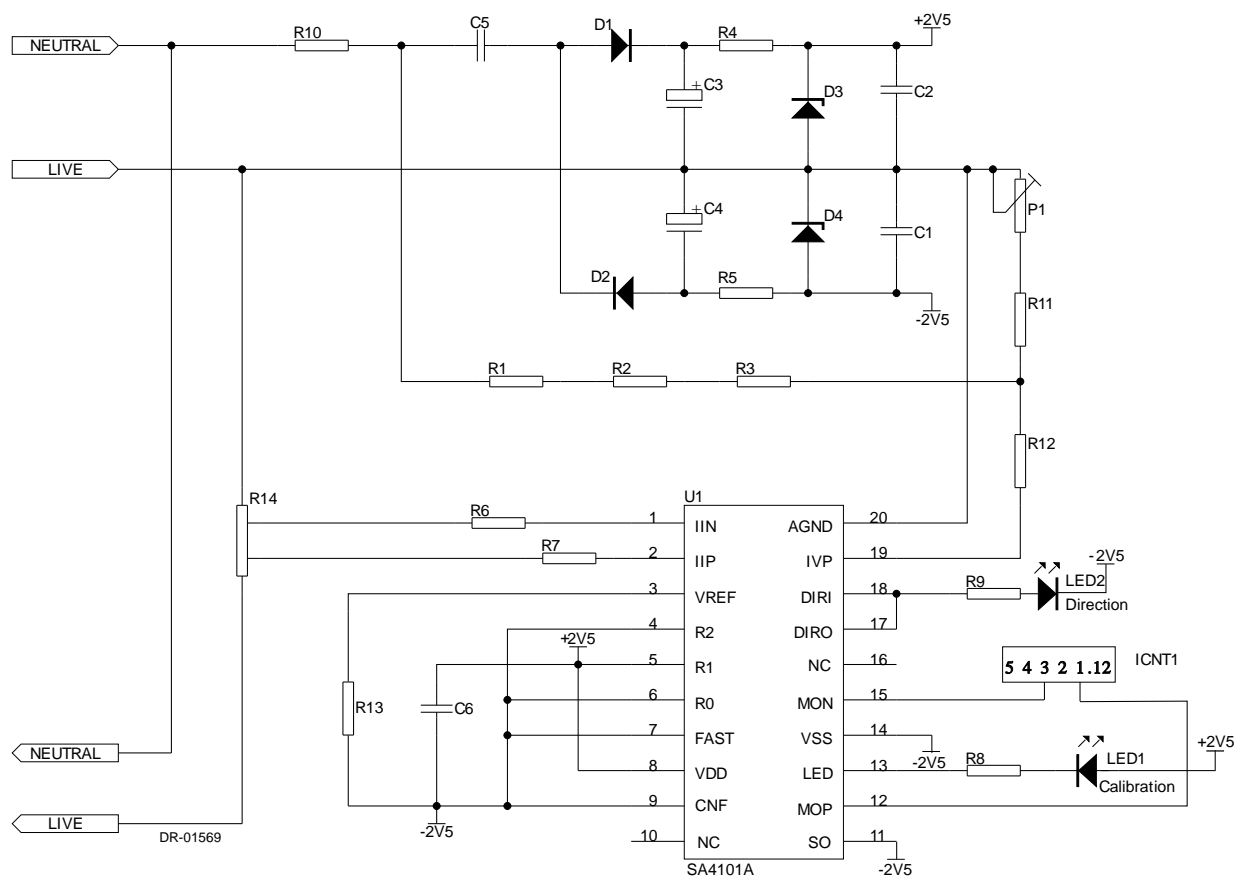 +2V5
NEUTRAL
R10
C5
D1
R4
+
C3
D3
C2
LIVE
P1
+
C4
D4
C1
D2
R5
-2V5
R11
R1
R2
R3
R12
R14
U1
R6
1
IIN
AGND
20
R7
2
IIP
IVP
19
-2V5
3
VREF
DIRI
18
R9
LED2
Direction
4
R2
DIRO
17
+2V5
5
R1
NC
16
5 4 3 2 1.12
ICNT1
R13
C6
6
R0
MON
15
7
FAST
VSS
14
-2V5
NEUTRAL
8
VDD
LED
13
R8
LED1
Calibration
+2V5
9
CNF
MOP
12
-2V5
LIVE
DR-01569
10
NC
SO
11
-2V5
SA4101A